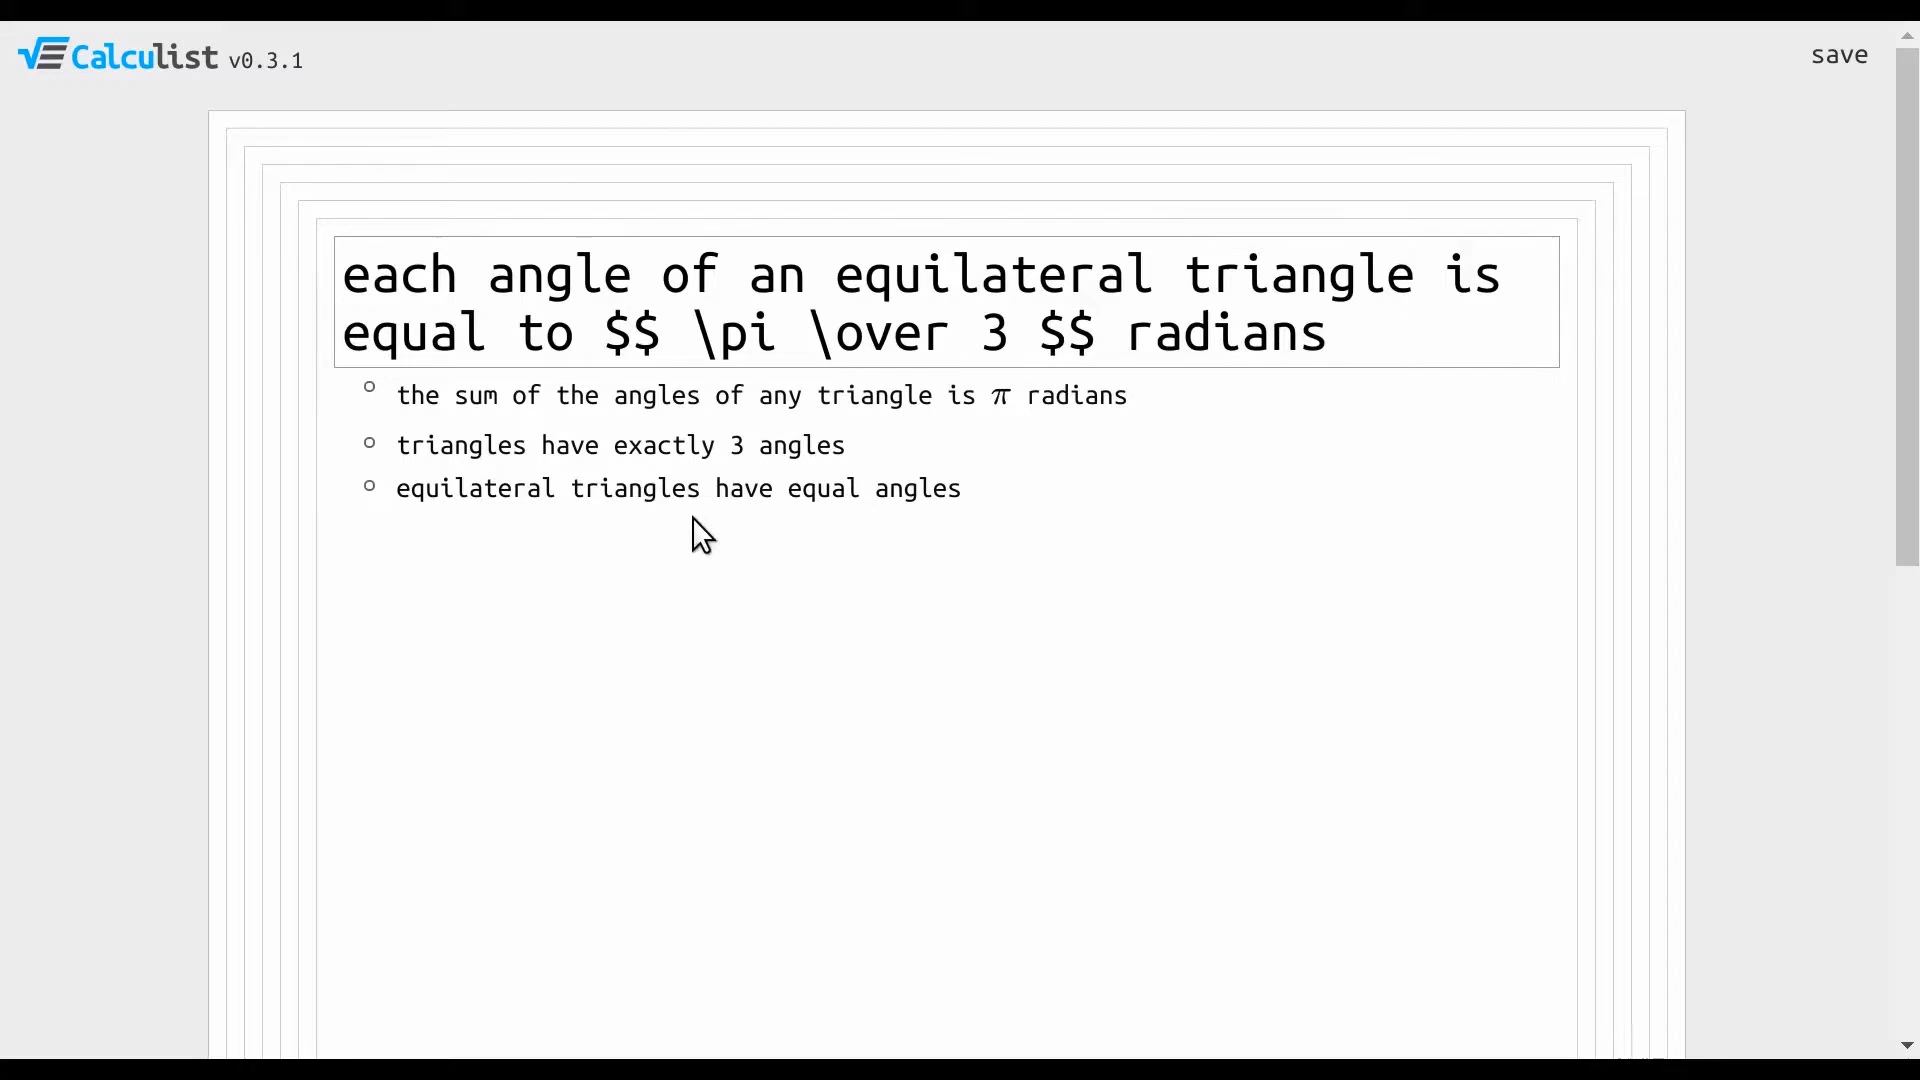 Calculist v0.3.1
save
each angle of an equilateral triangle is
equal to $$ \pi \over 3 $$ radians
the sum of the angles of any triangle is π radians
triangles have exactly 3 angles
equilateral triangles have equal angles